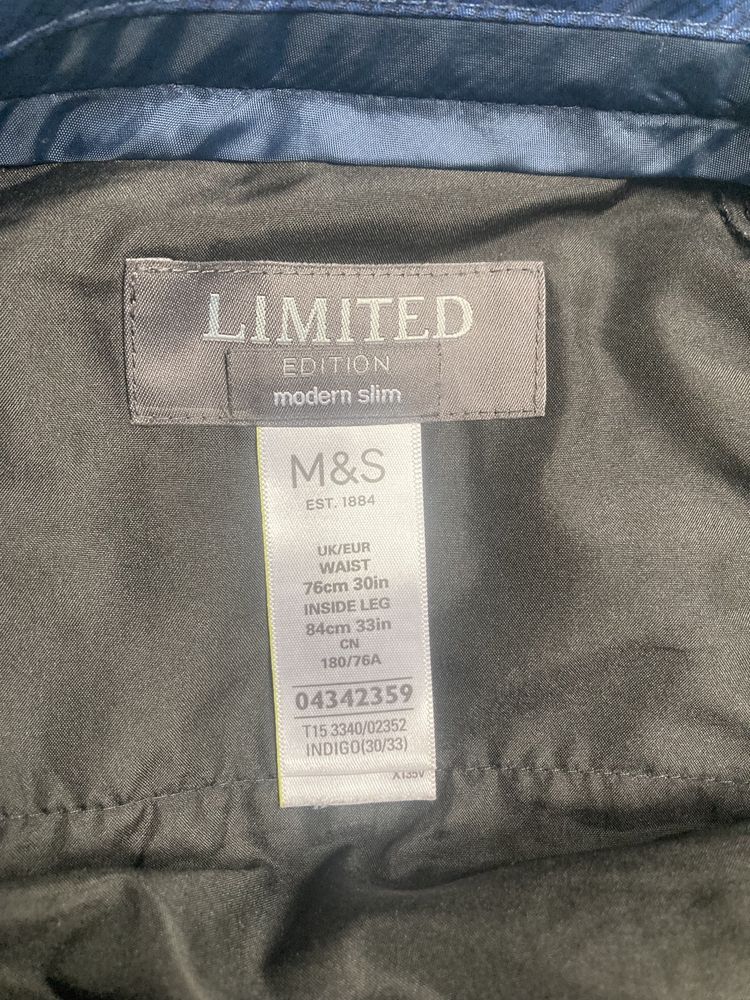 LIMITED
EDITION
modern slim
M&S
EST. 1884
UK/EUR
WAIST
76cm 30in
INSIDE LEG
84cm 33in
CN
180/76A
04342359
T15 3340/02352
INDIGO(30/33)
X135V